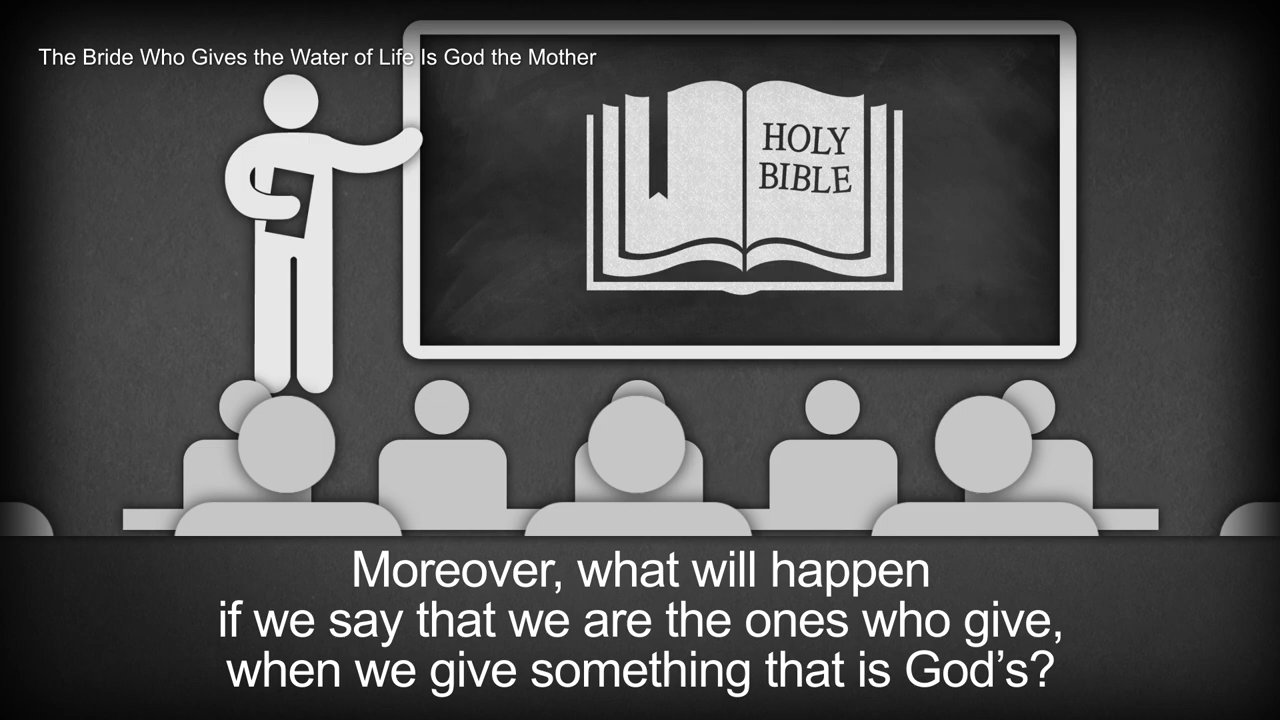 The Bride Who Gives the Water of Life Is God the Mother
HOLY
BIBLE
Moreover, what will happen
if we say that we are the ones who give,
when we give something that is God’s?